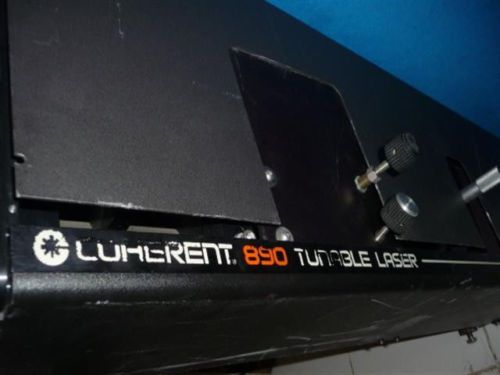 COHERENT 890 TUNABLE LASER